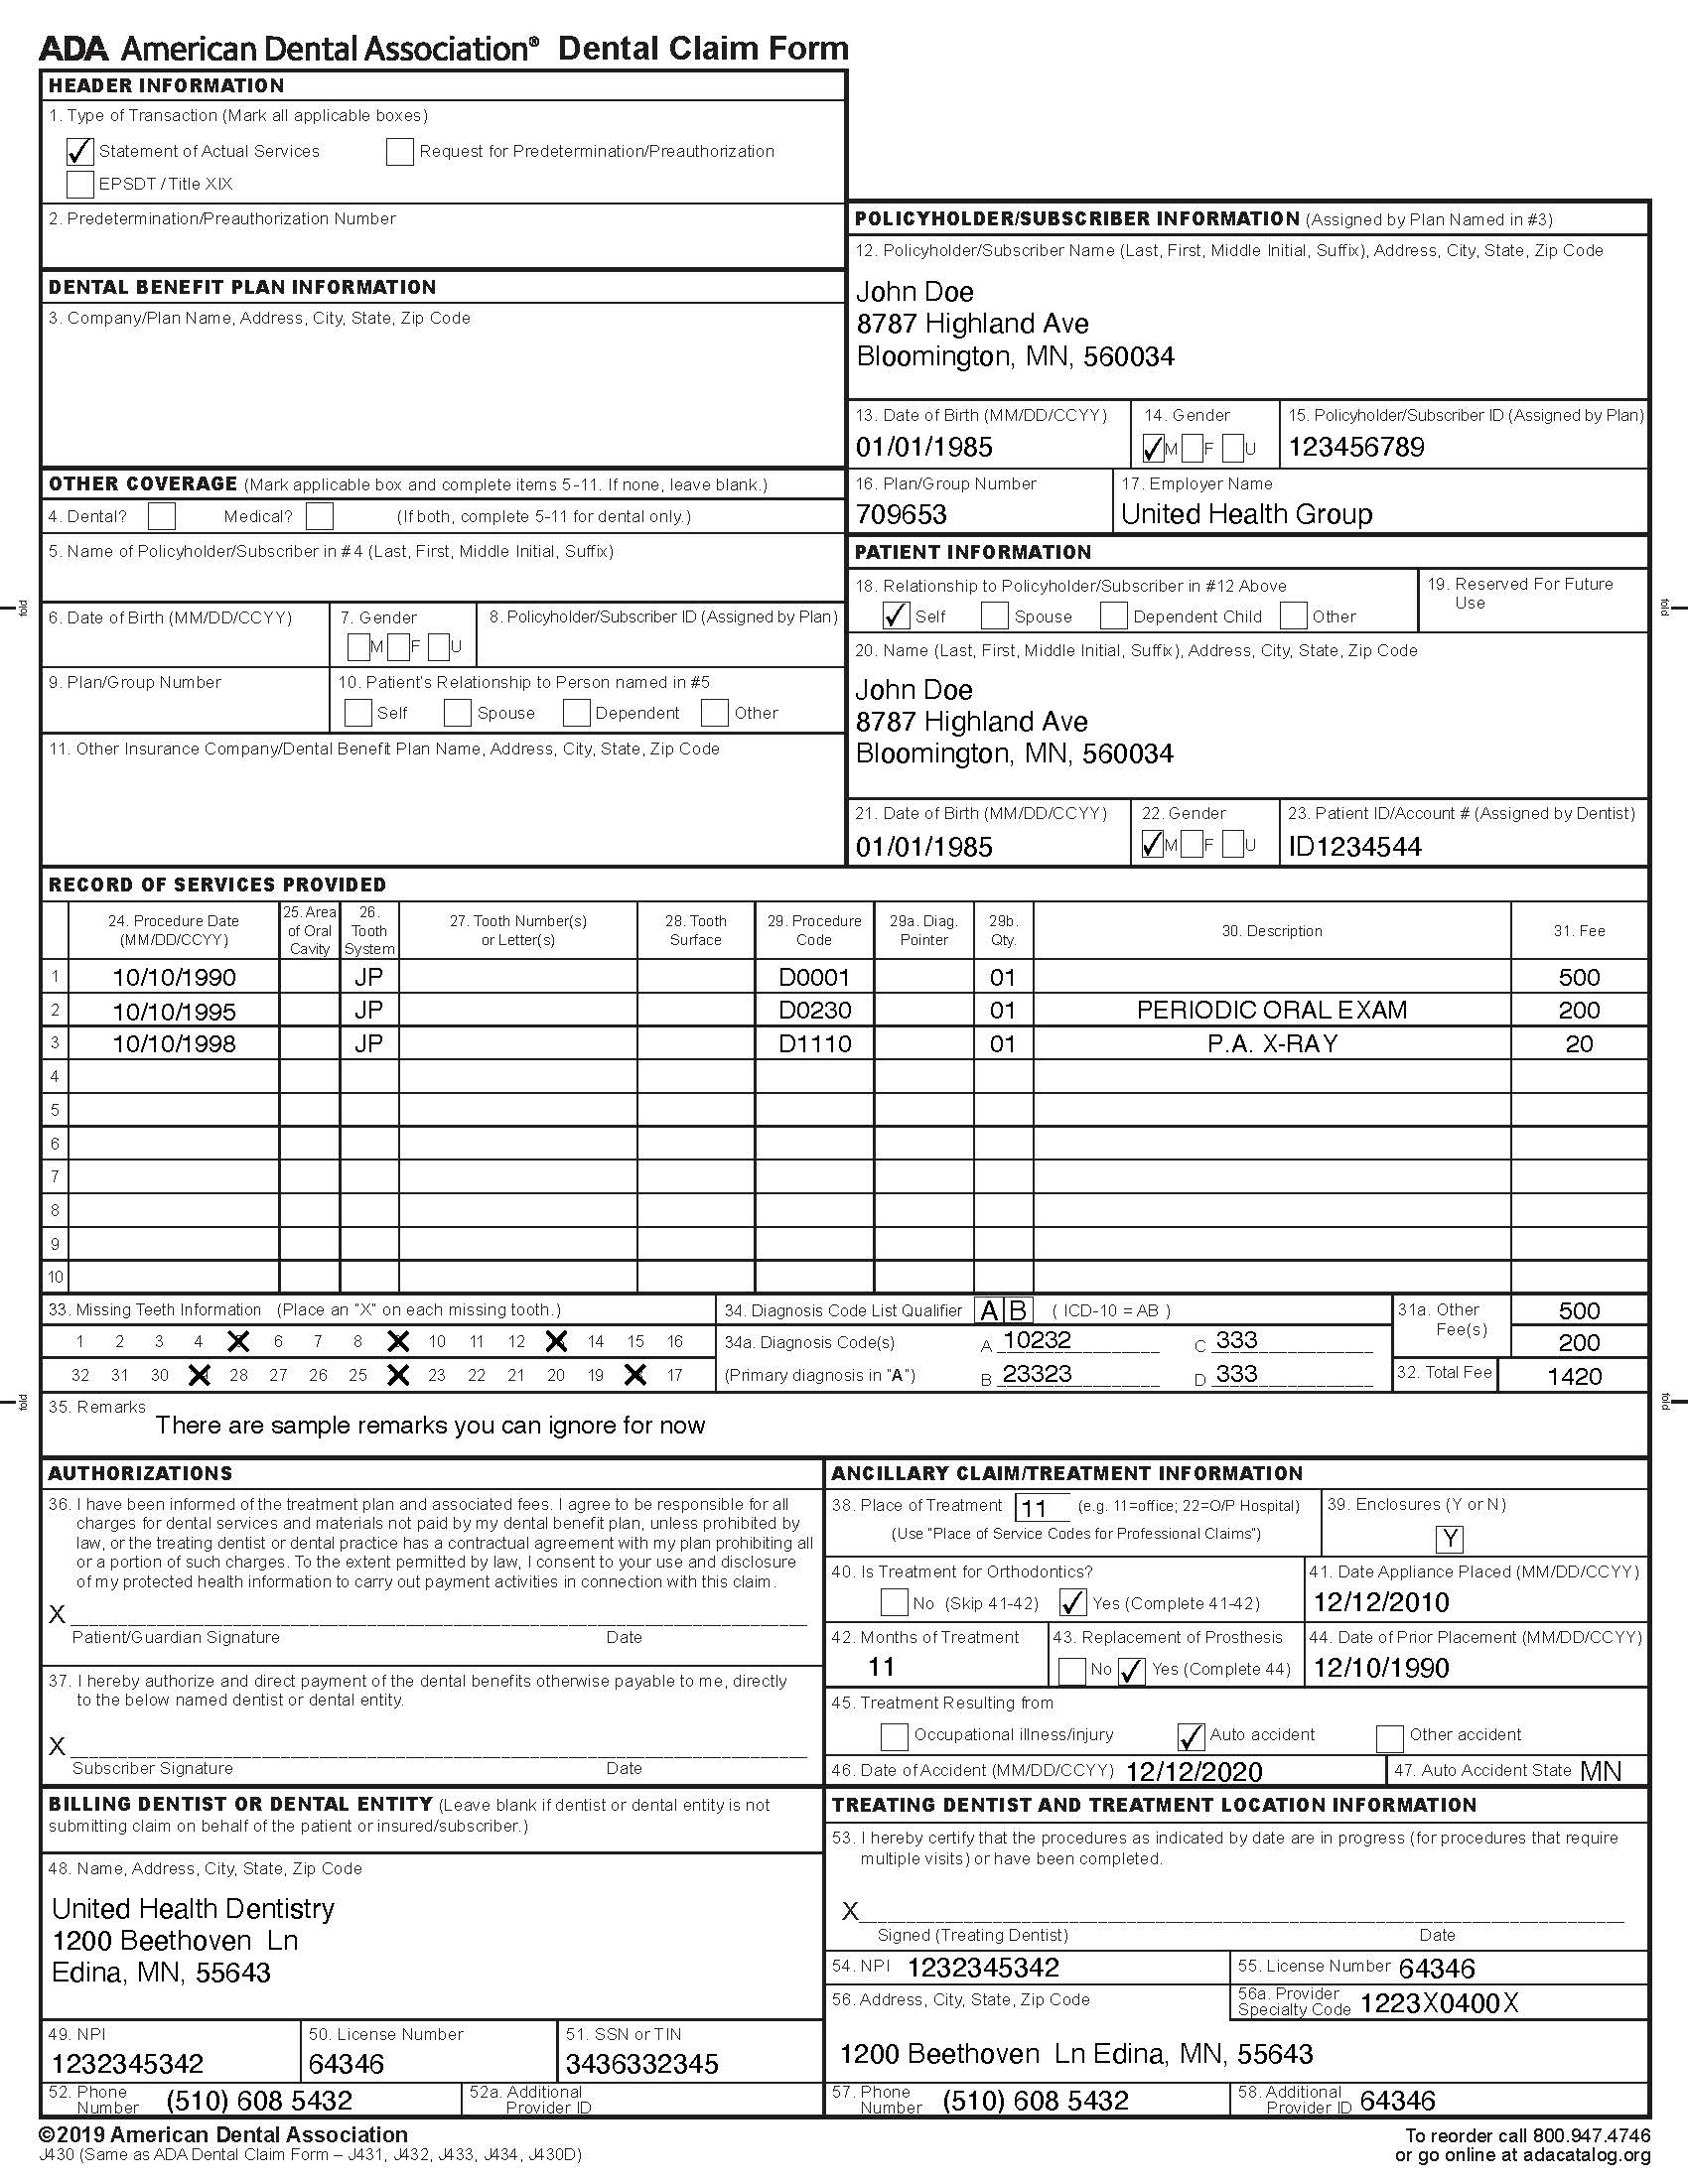 ADA American Dental Association® Dental Claim Form
HEADER INFORMATION
1. Type of Transaction (Mark all applicable boxes)
Statement of Actual Services Request for Predetermination/Preauthorization
EPSDT / Title XIX
2. Predetermination/Preauthorization Number
DENTAL BENEFIT PLAN INFORMATION
3. Company/Plan Name, Address, City, State, Zip Code
OTHER COVERAGE (Mark applicable box and complete items 5-11. If none, leave blank.)
4. Dental? Medical? (If both, complete 5-11 for dental only.)
5. Name of Policyholder/Subscriber in #4 (Last, First, Middle Initial, Suffix)
6. Date of Birth (MM/DD/CCYY) 7. Gender 8. Policyholder/Subscriber ID (Assigned by Plan)
M F U
9. Plan/Group Number 10. Patient's Relationship to Person named in #5
Self Spouse Dependent Other
11. Other Insurance Company/Dental Benefit Plan Name, Address, City, State, Zip Code
POLICYHOLDER/SUBSCRIBER INFORMATION (Assigned by Plan Named in #3)
12. Policyholder/Subscriber Name (Last, First, Middle Initial, Suffix), Address, City, State, Zip Code
John Doe
8787 Highland Ave
Bloomington, MN, 560034
13. Date of Birth (MM/DD/CCYY) 14. Gender 15. Policyholder/Subscriber ID (Assigned by Plan)
01/01/1985 M F U 123456789
16. Plan/Group Number 17. Employer Name
709653 United Health Group
PATIENT INFORMATION
18. Relationship to Policyholder/Subscriber in #12 Above 19. Reserved For Future
Use
Self Spouse Dependent Child Other
20. Name (Last, First, Middle Initial, Suffix), Address, City, State, Zip Code
John Doe
8787 Highland Ave
Bloomington, MN, 560034
21. Date of Birth (MM/DD/CCYY) 22. Gender 23. Patient ID/Account # (Assigned by Dentist)
01/01/1985 M F U ID1234544
fold fold
RECORD OF SERVICES PROVIDED
24. Procedure Date (MM/DD/CCYY) 25. Area of Oral Cavity 26. Tooth System 27. Tooth Number(s) or Letter(s) 28. Tooth Surface 29. Procedure Code 29a. Diag. Pointer 29b. Qty. 30. Description 31. Fee
1 10/10/1990 JP D0001 01 500
2 10/10/1995 JP D0230 01 PERIODIC ORAL EXAM 200
3 10/10/1998 JP D1110 01 P.A. X-RAY 20
4
5
6
7
8
9
10
33. Missing Teeth Information (Place an "X" on each missing tooth.) 34. Diagnosis Code List Qualifier A B ( ICD-10 = AB ) 31a. Other Fee(s) 500
1 2 3 4 X 6 7 8 X 10 11 12 X 14 15 16 34a. Diagnosis Code(s) A 10232 C 333 200
32 31 30 X 28 27 26 25 X 23 22 21 20 19 X 17 (Primary diagnosis in "A") B 23323 D 333 32. Total Fee 1420
fold fold
35. Remarks
There are sample remarks you can ignore for now
AUTHORIZATIONS
36. I have been informed of the treatment plan and associated fees. I agree to be responsible for all
charges for dental services and materials not paid by my dental benefit plan, unless prohibited by
law, or the treating dentist or dental practice has a contractual agreement with my plan prohibiting all
or a portion of such charges. To the extent permitted by law, I consent to your use and disclosure
of my protected health information to carry out payment activities in connection with this claim.
X
Patient/Guardian Signature Date
37. I hereby authorize and direct payment of the dental benefits otherwise payable to me, directly
to the below named dentist or dental entity.
X
Subscriber Signature Date
ANCILLARY CLAIM/TREATMENT INFORMATION
38. Place of Treatment 11 (e.g. 11=office; 22=O/P Hospital) 39. Enclosures (Y or N)
(Use "Place of Service Codes for Professional Claims") Y
40. Is Treatment for Orthodontics? 41. Date Appliance Placed (MM/DD/CCYY)
No (Skip 41-42) Yes (Complete 41-42) 12/12/2010
42. Months of Treatment 43. Replacement of Prosthesis 44. Date of Prior Placement (MM/DD/CCYY)
11 No Yes (Complete 44) 12/10/1990
45. Treatment Resulting from
Occupational illness/injury Auto accident Other accident
46. Date of Accident (MM/DD/CCYY) 12/12/2020 47. Auto Accident State MN
BILLING DENTIST OR DENTAL ENTITY (Leave blank if dentist or dental entity is not
submitting claim on behalf of the patient or insured/subscriber.)
48. Name, Address, City, State, Zip Code
United Health Dentistry
1200 Beethoven Ln
Edina, MN, 55643
49. NPI 50. License Number 51. SSN or TIN
1232345342 64346 3436332345
52. Phone Number (510) 608 5432 52a. Additional Provider ID
TREATING DENTIST AND TREATMENT LOCATION INFORMATION
53. I hereby certify that the procedures as indicated by date are in progress (for procedures that require
multiple visits) or have been completed.
X
Signed (Treating Dentist) Date
54. NPI 1232345342 55. License Number 64346
56. Address, City, State, Zip Code 56a. Provider Specialty Code 1223X0400X
1200 Beethoven Ln Edina, MN, 55643
57. Phone Number (510) 608 5432 58. Additional Provider ID 64346
©2019 American Dental Association
J430 (Same as ADA Dental Claim Form – J431, J432, J433, J434, J430D)
To reorder call 800.947.4746
or go online at adacatalog.org